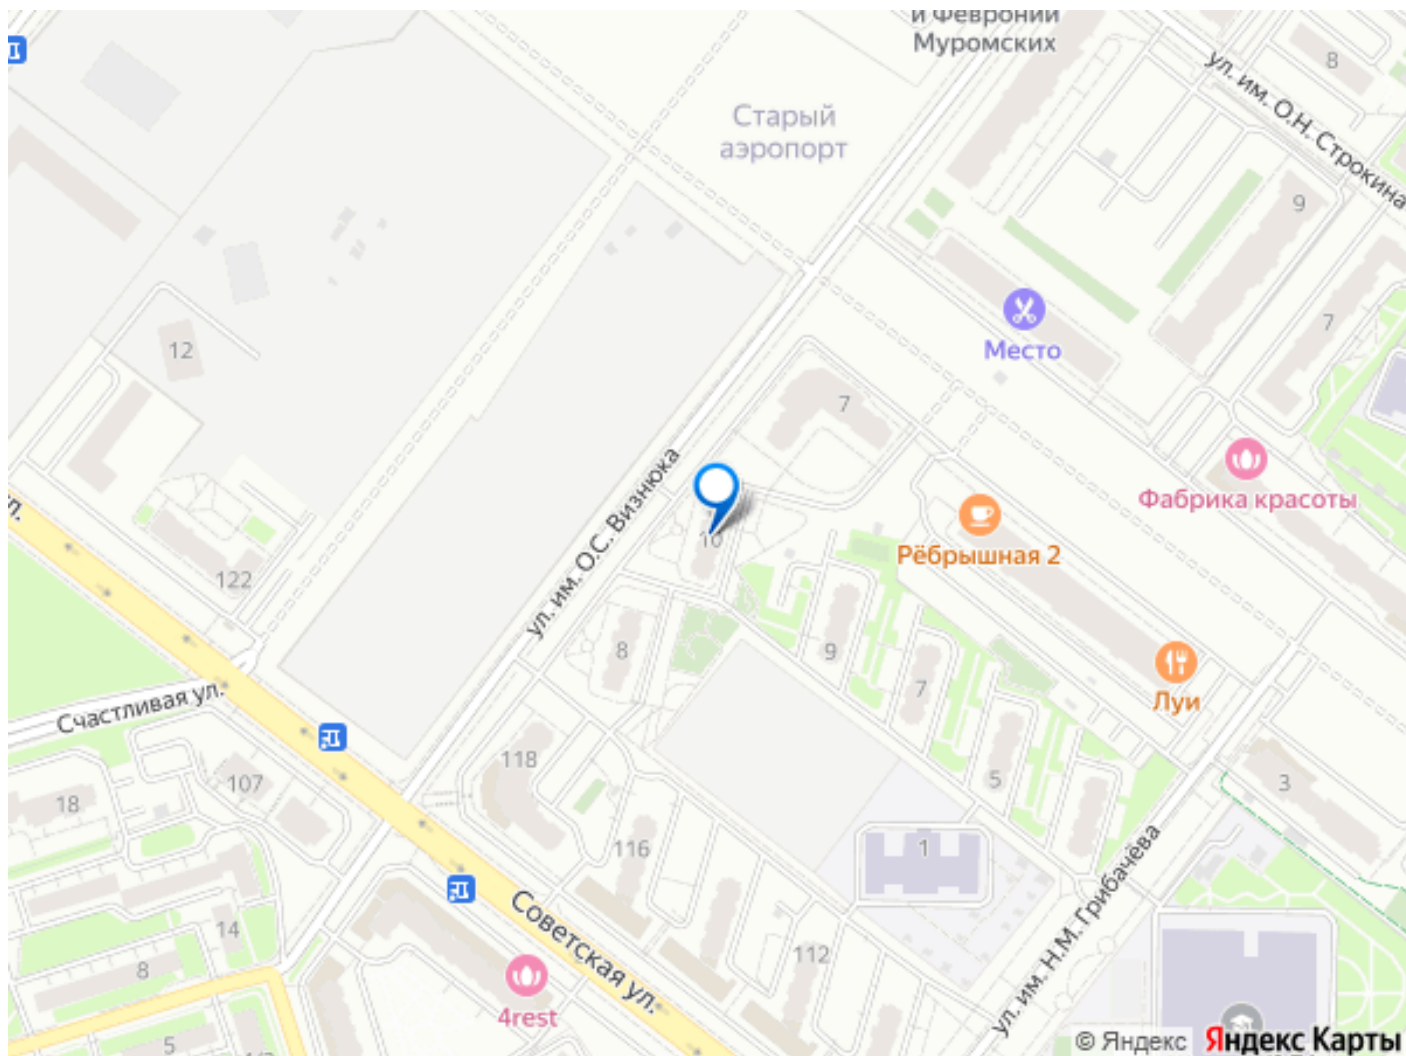 и Февронии
Муромских
8
ул. им. О.Н. Строкина
Старый
аэропорт
9
Место
7
12
7
ул. им. О.С. Визнюка
Фабрика красоты
ул.
10
Рёбрышная 2
122
8
9
7
Луи
Счастливая ул.
118
5
107
3
18
116
1
ул. им. Н.М. Грибачёва
Советская ул.
14
112
8
4rest
5
© Яндекс Яндекс Карты